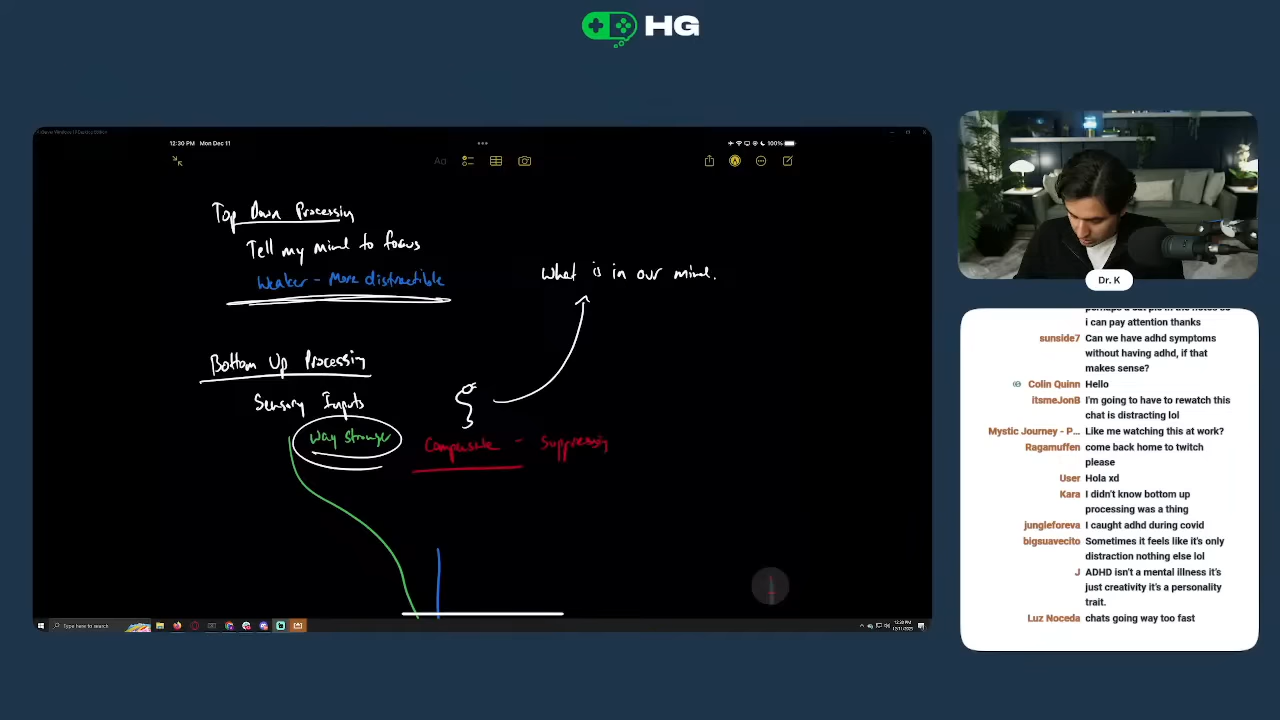 HG
12:30 PM Mon Dec 11
100%
Aa
Top Down Processing
Tell my mind to focus
Weaker - More distractible
What is in our mind.
Bottom Up Processing
Sensory Inputs
Way Stronger
Compensate - Suppressing
Type here to search
12:30 PM
12/11/2023
Dr. K
perhaps a cat pic in the notes so
i can pay attention thanks
sunside7 Can we have adhd symptoms
without having adhd, if that
makes sense?
Colin Quinn Hello
itsmeJonB I'm going to have to rewatch this
chat is distracting lol
Mystic Journey - P... Like me watching this at work?
Ragamuffen come back home to twitch
please
User Hola xd
Kara I didn't know bottom up
processing was a thing
jungleforeva I caught adhd during covid
bigsuavecito Sometimes it feels like it's only
distraction nothing else lol
J ADHD isn't a mental illness it's
just creativity it's a personality
trait.
Luz Noceda chats going way too fast